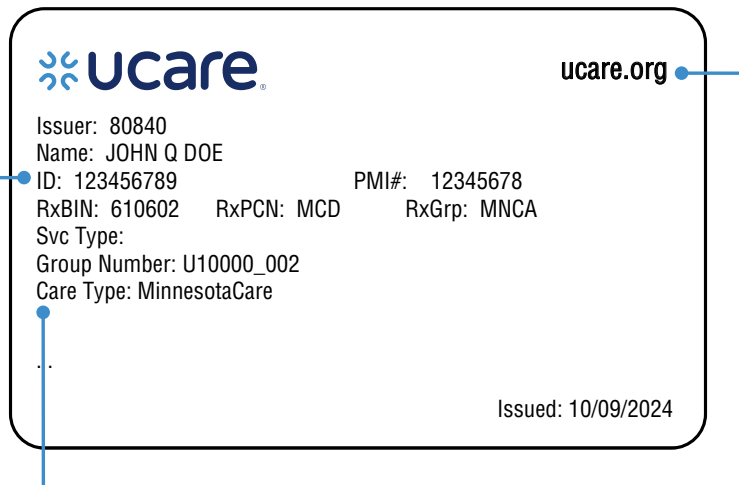 ucare® ucare.org
Issuer: 80840
Name: JOHN Q DOE
ID: 123456789 PMI#: 12345678
RxBIN: 610602 RxPCN: MCD RxGrp: MNCA
Svc Type:
Group Number: U10000_002
Care Type: MinnesotaCare
. .
Issued: 10/09/2024